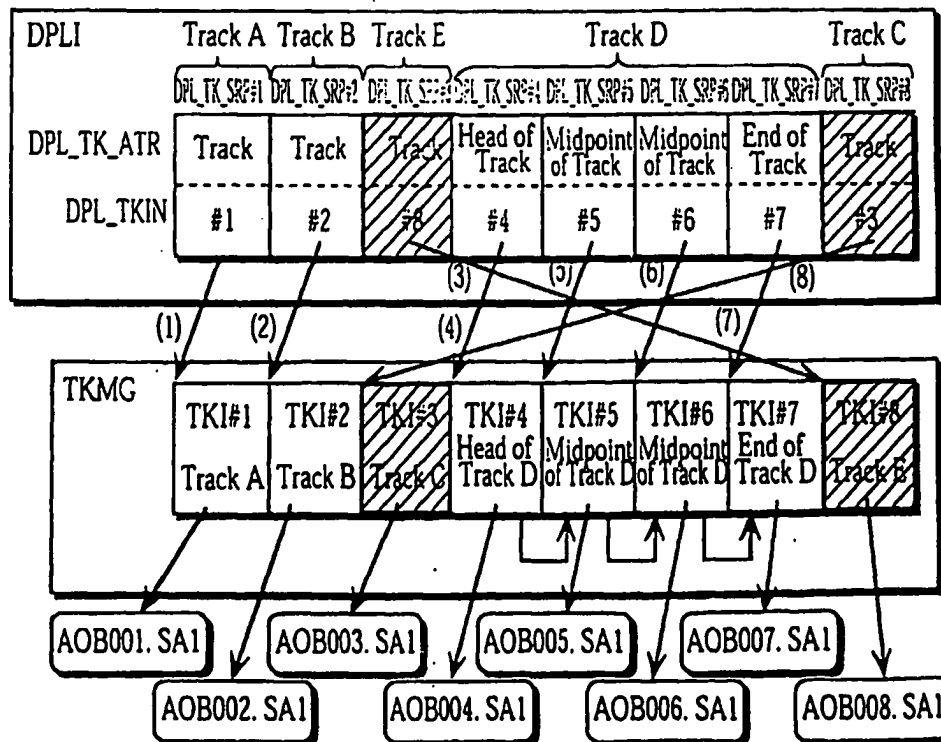 DPLI Track A Track B Track E Track D Track C
DPL_TK_SRP#1 DPL_TK_SRP#2 DPL_TK_SRP#4 DPL_TK_SRP#5 DPL_TK_SRP#6 DPL_TK_SRP#7 DPL_TK_SRP#8
DPL_TK_ATR Track Track Track Head of Track Midpoint of Track Midpoint of Track End of Track Track
DPL_TKIN #1 #2 #8 #4 #5 #6 #7 #3
(3) (5) (6) (8)
(1) (2) (4) (7)
TKMG
TKI#1 TKI#2 TKI#3 TKI#4 TKI#5 TKI#6 TKI#7 TKI#8
Head of Midpoint Midpoint End of
Track A Track B Track C Track D of Track D of Track D Track D Track E
AOB001. SA1 AOB003. SA1 AOB005. SA1 AOB007. SA1
AOB002. SA1 AOB004. SA1 AOB006. SA1 AOB008. SA1